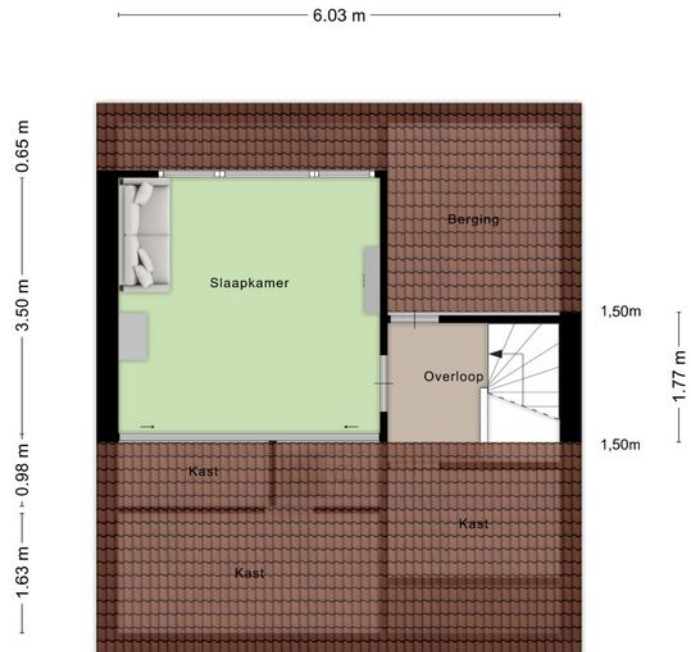 6.03 m
0.65 m
Berging
Slaapkamer
3.50 m
1,50m
1.77 m
Overloop
1,50m
Kast
0.98 m
Kast
Kast
1.63 m